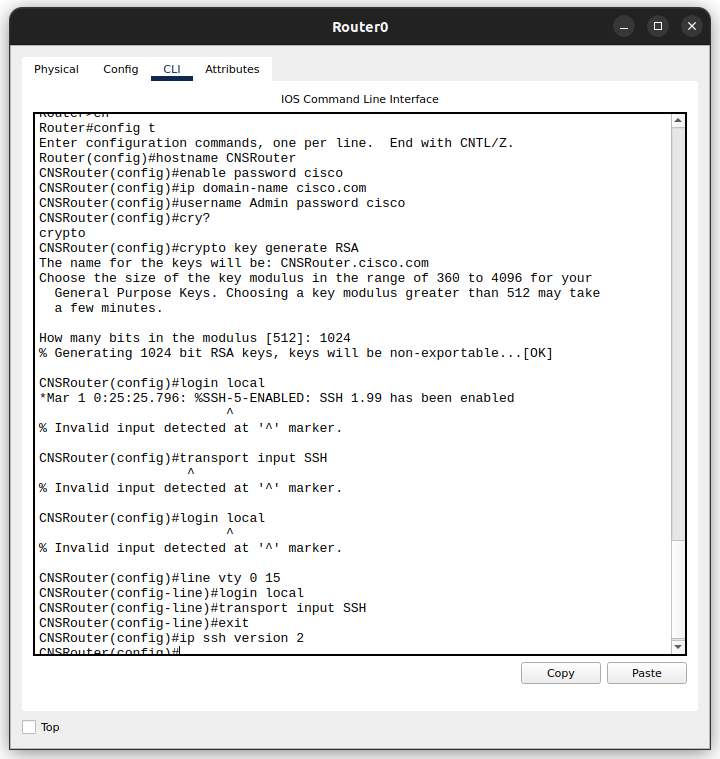 Router0
Physical Config CLI Attributes
IOS Command Line Interface
Router>en
Router#config t
Enter configuration commands, one per line.  End with CNTL/Z.
Router(config)#hostname CNSRouter
CNSRouter(config)#enable password cisco
CNSRouter(config)#ip domain-name cisco.com
CNSRouter(config)#username Admin password cisco
CNSRouter(config)#cry?
crypto
CNSRouter(config)#crypto key generate RSA
The name for the keys will be: CNSRouter.cisco.com
Choose the size of the key modulus in the range of 360 to 4096 for your
  General Purpose Keys. Choosing a key modulus greater than 512 may take
  a few minutes.
How many bits in the modulus [512]: 1024
% Generating 1024 bit RSA keys, keys will be non-exportable...[OK]
CNSRouter(config)#login local
*Mar 1 0:25:25.796: %SSH-5-ENABLED: SSH 1.99 has been enabled
^
% Invalid input detected at '^' marker.
CNSRouter(config)#transport input SSH
^
% Invalid input detected at '^' marker.
CNSRouter(config)#login local
^
% Invalid input detected at '^' marker.
CNSRouter(config)#line vty 0 15
CNSRouter(config-line)#login local
CNSRouter(config-line)#transport input SSH
CNSRouter(config-line)#exit
CNSRouter(config)#ip ssh version 2
CNSRouter(config)#
Copy Paste
Top